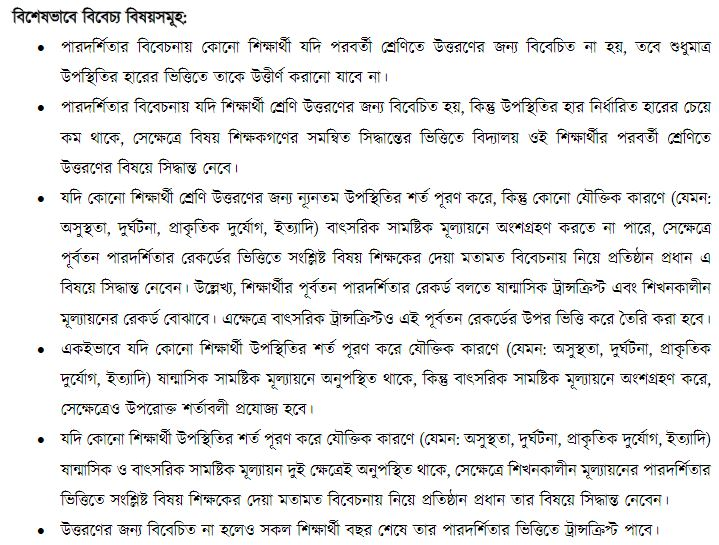 বিশেষভাবে বিবেচ্য বিষয়সমূহ:
• পারদর্শিতার বিবেচনায় কোনো শিক্ষার্থী যদি পরবর্তী শ্রেণিতে উত্তরণের জন্য বিবেচিত না হয়, তবে শুধুমাত্র
উপস্থিতির হারের ভিত্তিতে তাকে উত্তীর্ণ করানো যাবে না।
• পারদর্শিতার বিবেচনায় যদি শিক্ষার্থী শ্রেণি উত্তরণের জন্য বিবেচিত হয়, কিন্তু উপস্থিতির হার নির্ধারিত হারের চেয়ে
কম থাকে, সেক্ষেত্রে বিষয় শিক্ষকগণের সমন্বিত সিদ্ধান্তের ভিত্তিতে বিদ্যালয় ওই শিক্ষার্থীর পরবর্তী শ্রেণিতে
উত্তরণের বিষয়ে সিদ্ধান্ত নেবে।
• যদি কোনো শিক্ষার্থী শ্রেণি উত্তরণের জন্য ন্যূনতম উপস্থিতির শর্ত পূরণ করে, কিন্তু কোনো যৌক্তিক কারণে (যেমন:
অসুস্থতা, দুর্ঘটনা, প্রাকৃতিক দুর্যোগ, ইত্যাদি) বাৎসরিক সামষ্টিক মূল্যায়নে অংশগ্রহণ করতে না পারে, সেক্ষেত্রে
পূর্বতন পারদর্শিতার রেকর্ডের ভিত্তিতে সংশ্লিষ্ট বিষয় শিক্ষকের দেয়া মতামত বিবেচনায় নিয়ে প্রতিষ্ঠান প্রধান এ
বিষয়ে সিদ্ধান্ত নেবেন। উল্লেখ্য, শিক্ষার্থীর পূর্বতন পারদর্শিতার রেকর্ড বলতে ষান্মাসিক ট্রান্সক্রিপ্ট এবং শিখনকালীন
মূল্যায়নের রেকর্ড বোঝাবে। এক্ষেত্রে বাৎসরিক ট্রান্সক্রিপ্টও এই পূর্বতন রেকর্ডের উপর ভিত্তি করে তৈরি করা হবে।
• একইভাবে যদি কোনো শিক্ষার্থী উপস্থিতির শর্ত পূরণ করে যৌক্তিক কারণে (যেমন: অসুস্থতা, দুর্ঘটনা, প্রাকৃতিক
দুর্যোগ, ইত্যাদি) ষান্মাসিক সামষ্টিক মূল্যায়নে অনুপস্থিত থাকে, কিন্তু বাৎসরিক সামষ্টিক মূল্যায়নে অংশগ্রহণ করে,
সেক্ষেত্রেও উপরোক্ত শর্তাবলী প্রযোজ্য হবে।
• যদি কোনো শিক্ষার্থী উপস্থিতির শর্ত পূরণ করে যৌক্তিক কারণে (যেমন: অসুস্থতা, দুর্ঘটনা, প্রাকৃতিক দুর্যোগ, ইত্যাদি)
ষান্মাসিক ও বাৎসরিক সামষ্টিক মূল্যায়ন দুই ক্ষেত্রেই অনুপস্থিত থাকে, সেক্ষেত্রে শিখনকালীন মূল্যায়নের পারদর্শিতার
ভিত্তিতে সংশ্লিষ্ট বিষয় শিক্ষকের দেয়া মতামত বিবেচনায় নিয়ে প্রতিষ্ঠান প্রধান তার বিষয়ে সিদ্ধান্ত নেবেন।
• উত্তরণের জন্য বিবেচিত না হলেও সকল শিক্ষার্থী বছর শেষে তার পারদর্শিতার ভিত্তিতে ট্রান্সক্রিপ্ট পাবে।